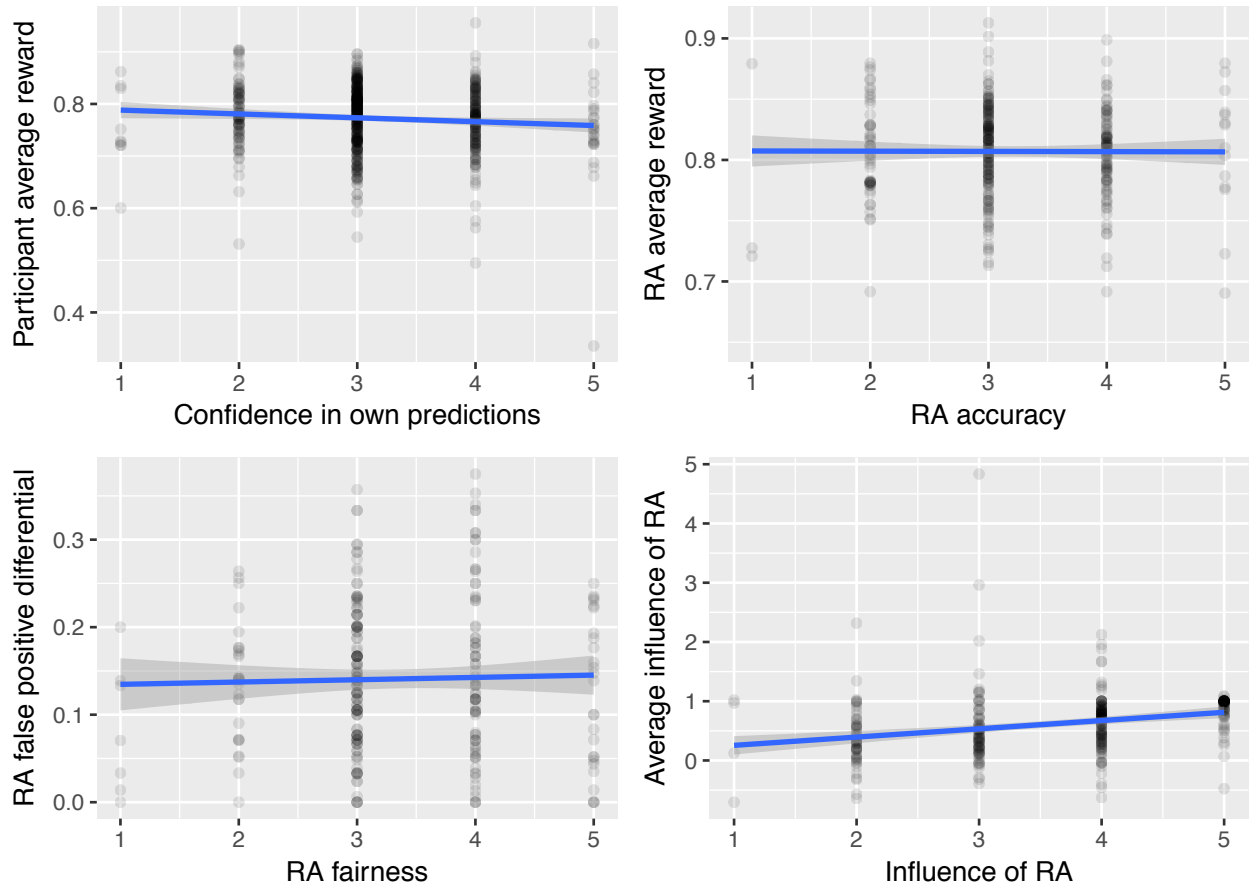 Participant average reward
0.8
0.6
0.4
1 2 3 4 5
Confidence in own predictions
RA average reward
0.9
0.8
0.7
1 2 3 4 5
RA accuracy
RA false positive differential
0.3
0.2
0.1
0.0
1 2 3 4 5
RA fairness
Average influence of RA
5
4
3
2
1
0
1 2 3 4 5
Influence of RA